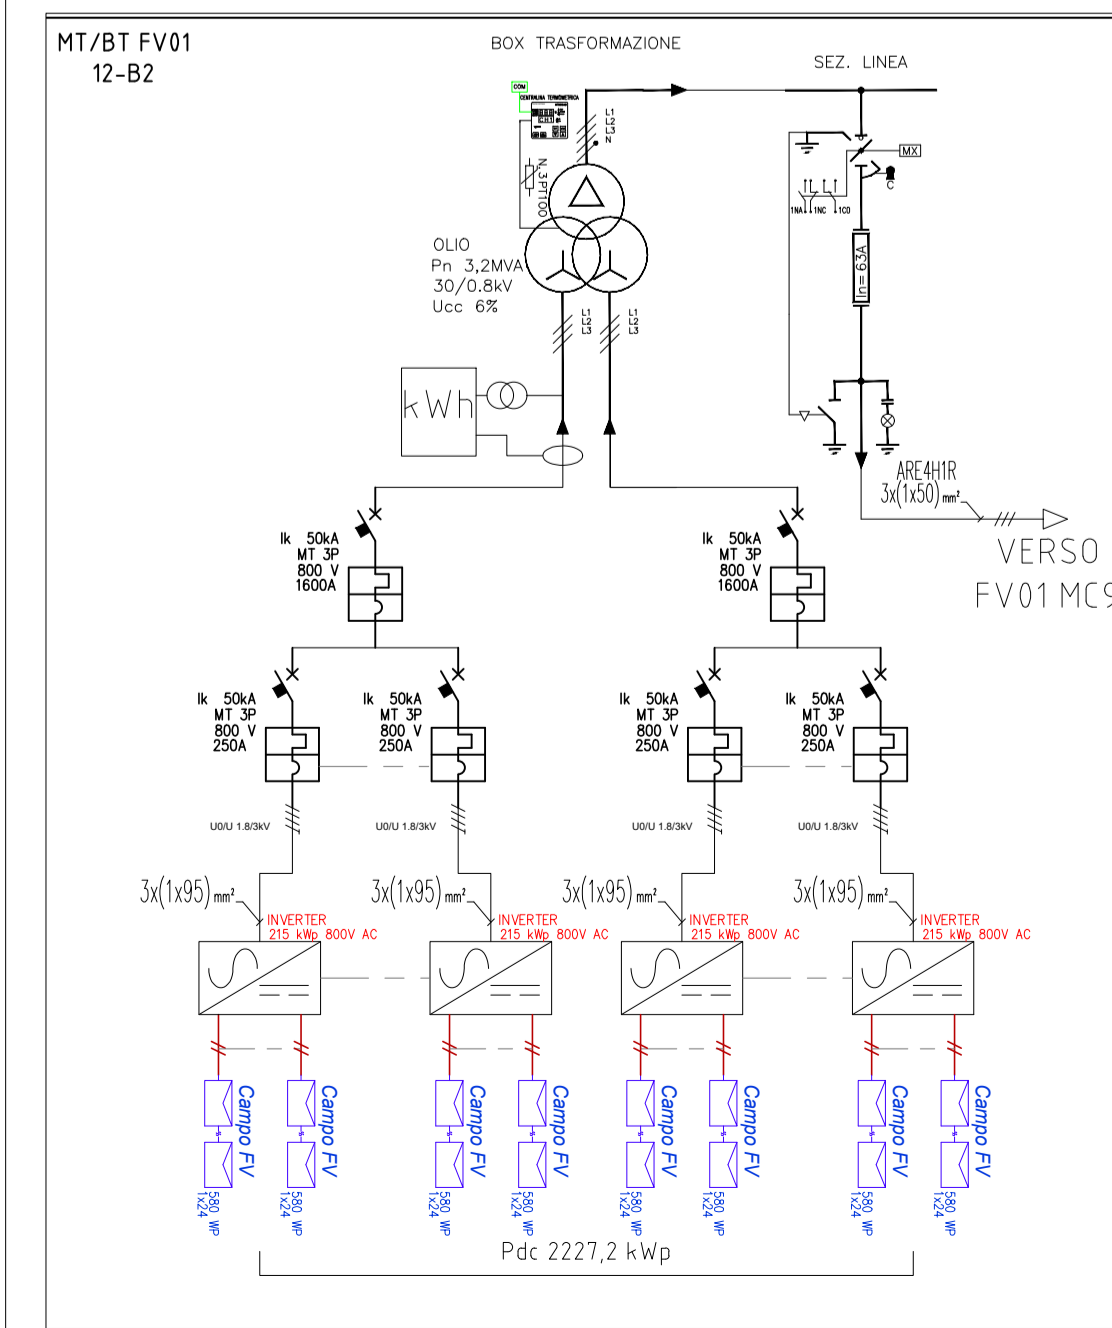 MT/BT FV01
12-B2
BOX TRASFORMAZIONE
SEZ. LINEA
COM
CENTRALINA TERMOMETRICA
CH1
L1
L2
L3
N
N.3PT100
MX
C
1NA
1NC
1CO
In= 63A
OLIO
Pn 3,2MVA
30/0.8kV
Ucc 6%
L1
L2
L3
L1
L2
L3
kWh
ARE4H1R
3x(1x50) mm²
VERSO
FV01 MC9
Ik 50kA
MT 3P
800 V
1600A
Ik 50kA
MT 3P
800 V
1600A
Ik 50kA
MT 3P
800 V
250A
Ik 50kA
MT 3P
800 V
250A
Ik 50kA
MT 3P
800 V
250A
Ik 50kA
MT 3P
800 V
250A
U0/U 1.8/3kV
U0/U 1.8/3kV
U0/U 1.8/3kV
U0/U 1.8/3kV
3x(1x95) mm²
3x(1x95) mm²
3x(1x95) mm²
3x(1x95) mm²
INVERTER
215 kWp 800V AC
INVERTER
215 kWp 800V AC
INVERTER
215 kWp 800V AC
INVERTER
215 kWp 800V AC
Campo FV
Campo FV
Campo FV
Campo FV
Campo FV
Campo FV
Campo FV
Campo FV
580 WP
1x24
580 WP
1x24
580 WP
1x24
580 WP
1x24
580 WP
1x24
580 WP
1x24
580 WP
1x24
580 WP
1x24
Pdc 2227,2 kWp